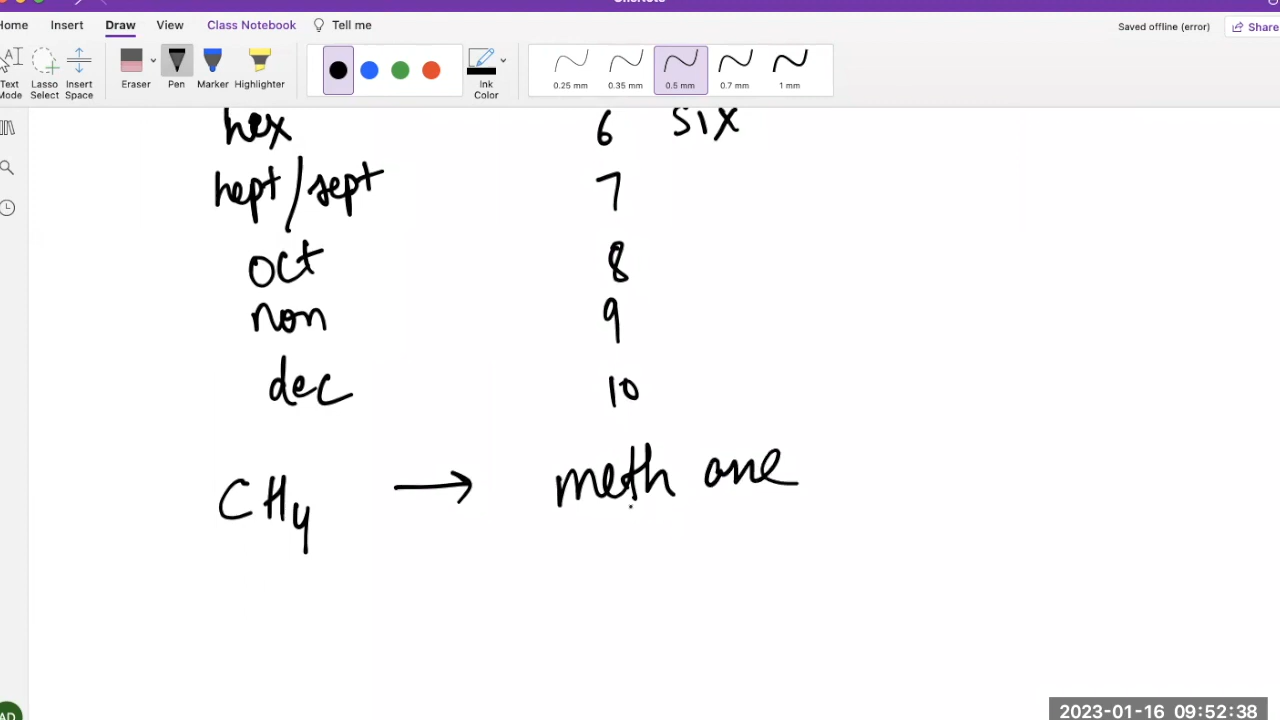 OneNote
Home Insert Draw View Class Notebook Tell me Saved offline (error) Share
Text Mode Lasso Select Insert Space Eraser Pen Marker Highlighter Ink Color 0.25 mm 0.35 mm 0.5 mm 0.7 mm 1 mm
hex 6 six
hept/sept 7
oct 8
non 9
dec 10
CH4 → meth ane
AD
2023-01-16 09:52:38